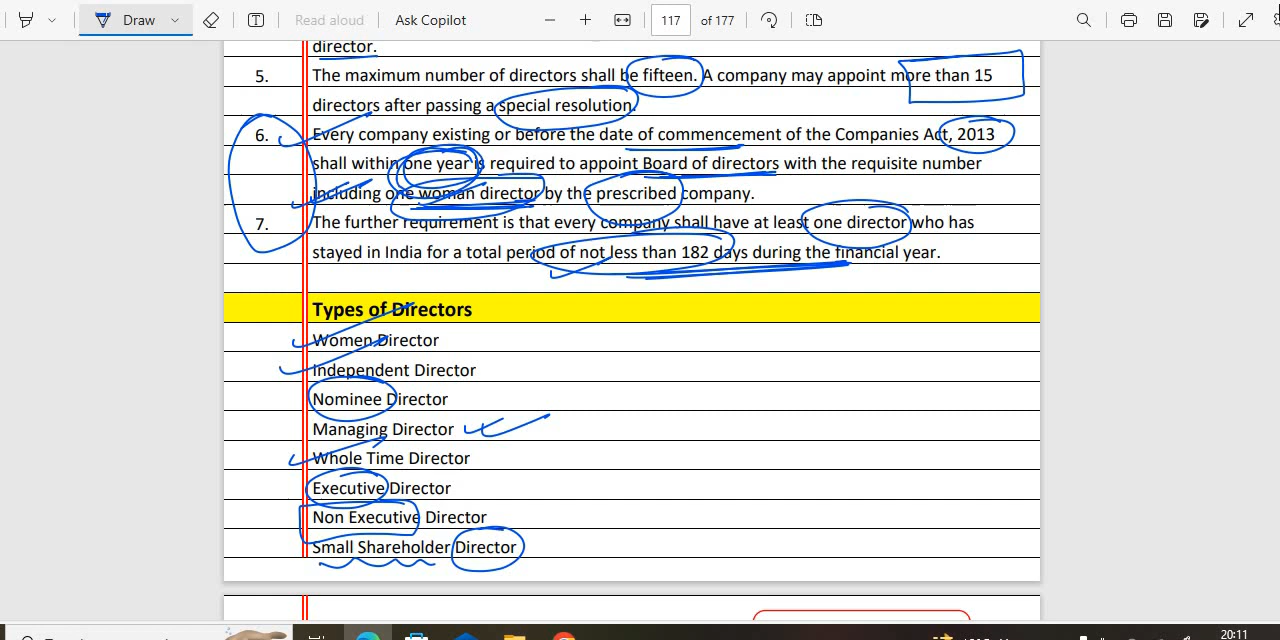 Draw
Read aloud
Ask Copilot
117 of 177
director.
5. The maximum number of directors shall be fifteen. A company may appoint more than 15
directors after passing a special resolution.
6. Every company existing or before the date of commencement of the Companies Act, 2013
shall within one year is required to appoint Board of directors with the requisite number
including one woman director by the prescribed company.
7. The further requirement is that every company shall have at least one director who has
stayed in India for a total period of not less than 182 days during the financial year.
Types of Directors
Women Director
Independent Director
Nominee Director
Managing Director
Whole Time Director
Executive Director
Non Executive Director
Small Shareholder Director
20:11